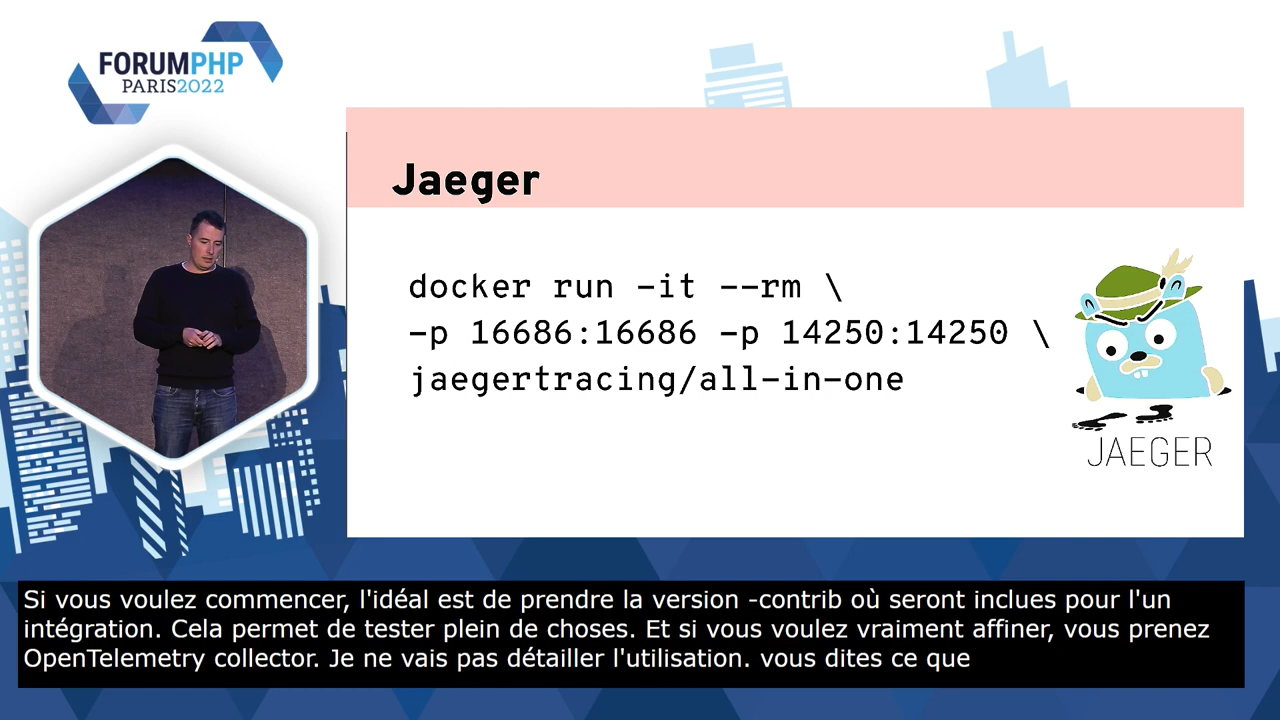 FORUMPHP
PARIS2022
Jaeger
docker run -it --rm \
-p 16686:16686 -p 14250:14250 \
jaegertracing/all-in-one
JAEGER
Si vous voulez commencer, l'idéal est de prendre la version -contrib où seront inclues pour l'un
intégration. Cela permet de tester plein de choses. Et si vous voulez vraiment affiner, vous prenez
OpenTelemetry collector. Je ne vais pas détailler l'utilisation. vous dites ce que